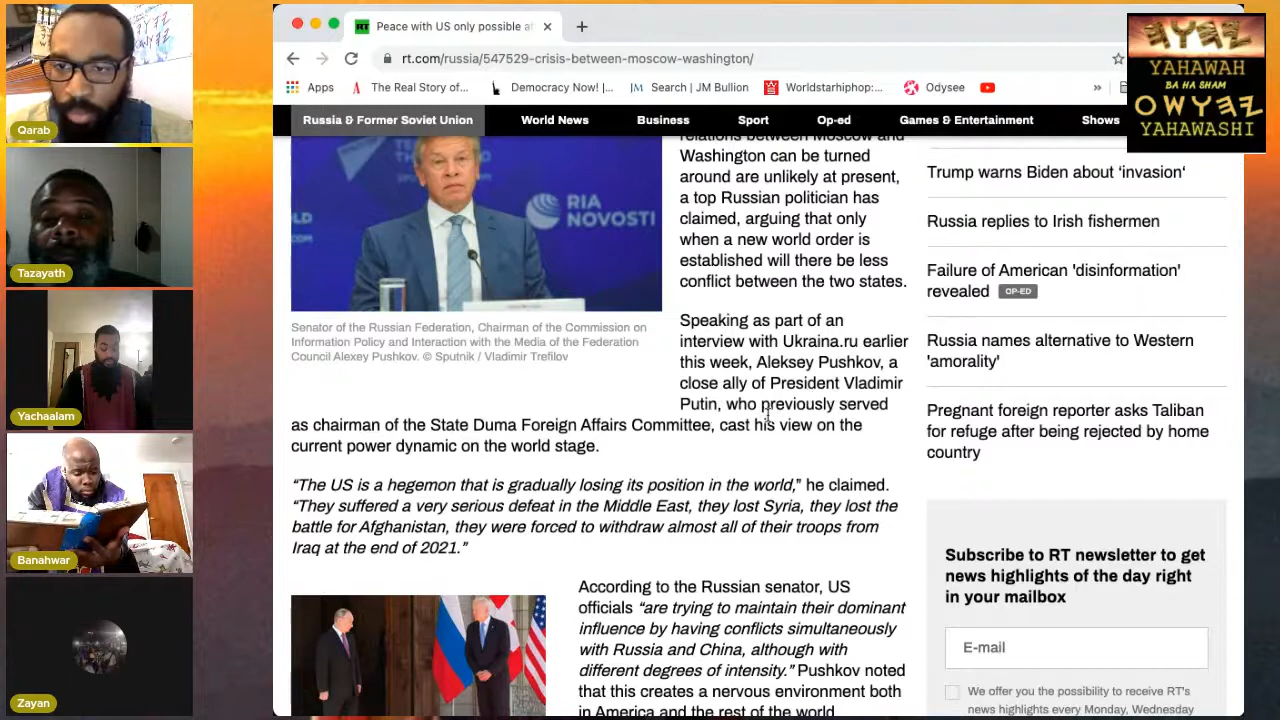 Qarab
Tazayath
Yachaalam
Banahwar
Zayan
RT
Peace with US only possible af
rt.com/russia/547529-crisis-between-moscow-washington/
Apps
The Real Story of...
Democracy Now! |...
Search | JM Bullion
Worldstarhiphop:...
Odysee
»
YAHAWAH
BA HA SHAM
YAHAWASHI
Russia & Former Soviet Union
World News
Business
Sport
Op-ed
Games & Entertainment
Shows
relations between Moscow and
Washington can be turned
around are unlikely at present,
a top Russian politician has
claimed, arguing that only
when a new world order is
established will there be less
conflict between the two states.
RIA
NOVOSTI
Senator of the Russian Federation, Chairman of the Commission on
Information Policy and Interaction with the Media of the Federation
Council Alexey Pushkov. © Sputnik / Vladimir Trefilov
Speaking as part of an
interview with Ukraina.ru earlier
this week, Aleksey Pushkov, a
close ally of President Vladimir
Putin, who previously served
as chairman of the State Duma Foreign Affairs Committee, cast his view on the
current power dynamic on the world stage.
“The US is a hegemon that is gradually losing its position in the world,” he claimed.
“They suffered a very serious defeat in the Middle East, they lost Syria, they lost the
battle for Afghanistan, they were forced to withdraw almost all of their troops from
Iraq at the end of 2021.”
According to the Russian senator, US
officials “are trying to maintain their dominant
influence by having conflicts simultaneously
with Russia and China, although with
different degrees of intensity.” Pushkov noted
that this creates a nervous environment both
in America and the rest of the world
Trump warns Biden about ‘invasion‘
Russia replies to Irish fishermen
Failure of American 'disinformation'
revealed OP-ED
Russia names alternative to Western
'amorality'
Pregnant foreign reporter asks Taliban
for refuge after being rejected by home
country
Subscribe to RT newsletter to get
news highlights of the day right
in your mailbox
E-mail
We offer you the possibility to receive RT's
news highlights every Monday, Wednesday